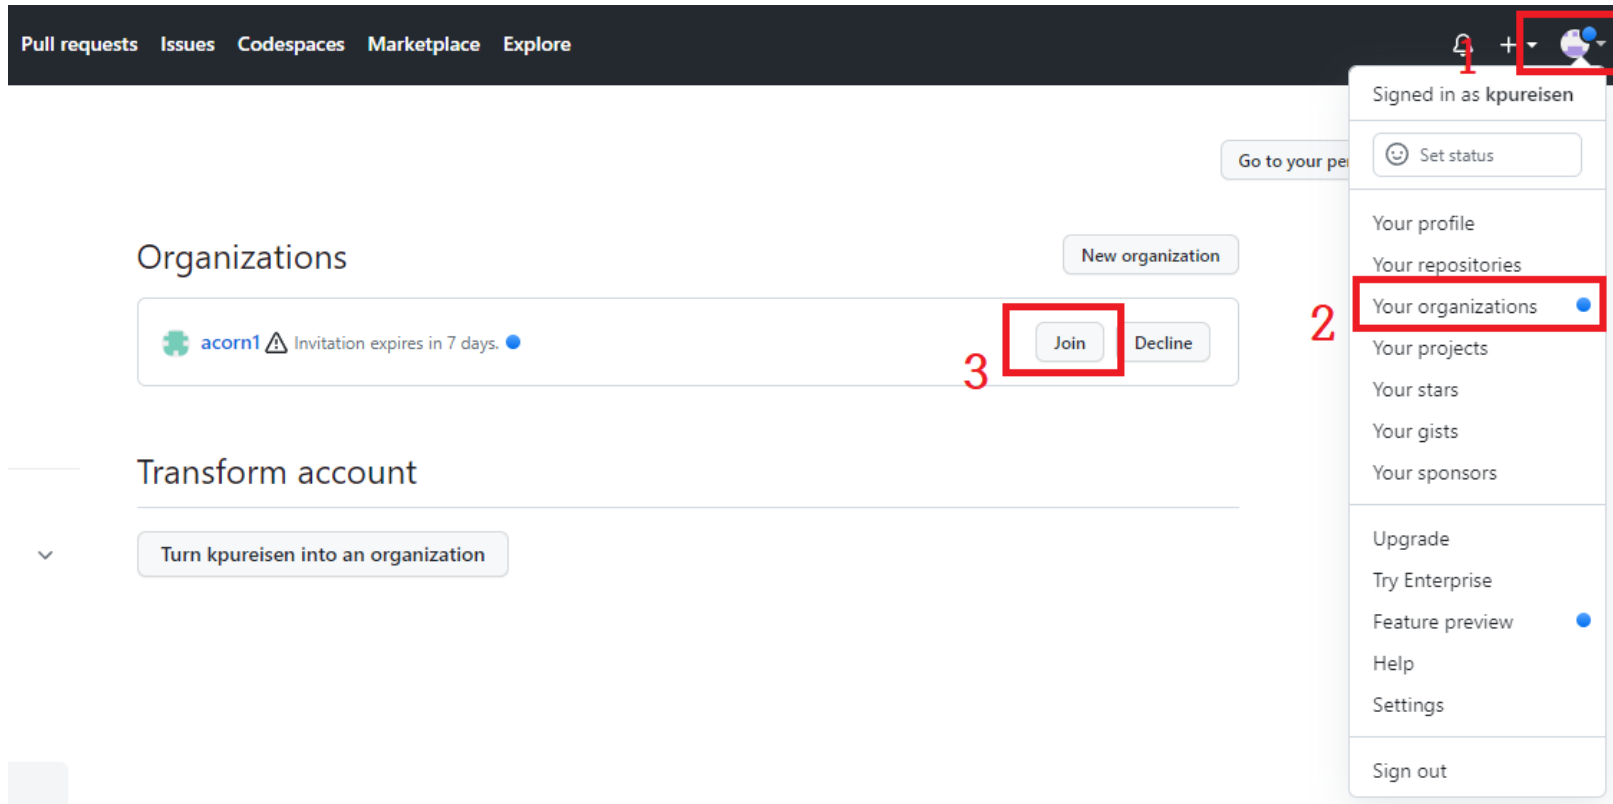 Pull requests Issues Codespaces Marketplace Explore
1
Signed in as kpureisen
Set status
Go to your per
Your profile
Your repositories
Your organizations
2
Your projects
Your stars
Your gists
Your sponsors
Upgrade
Try Enterprise
Feature preview
Help
Settings
Sign out
Organizations
New organization
acorn1 Invitation expires in 7 days.
Join
Decline
3
Transform account
Turn kpureisen into an organization